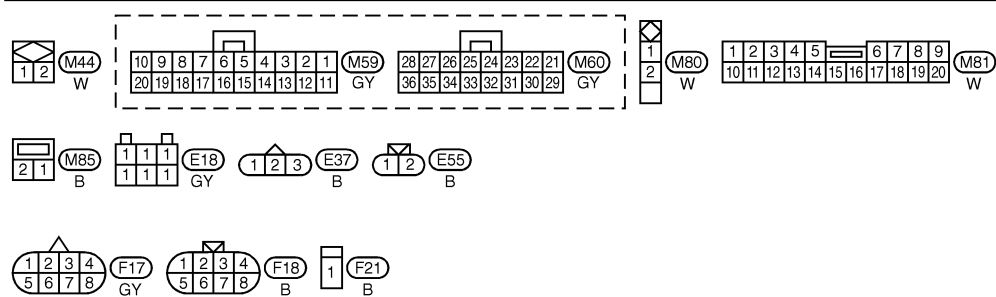 1 2 M44 W
10 9 8 7 6 5 4 3 2 1 M59 GY
20 19 18 17 16 15 14 13 12 11
28 27 26 25 24 23 22 21 M60 GY
36 35 34 33 32 31 30 29
1 2 M80 W
1 2 3 4 5 6 7 8 9 M81 W
10 11 12 13 14 15 16 17 18 19 20
2 1 M85 B
1 1 1 E18 GY
1 1 1
1 2 3 E37 B
1 2 E55 B
1 2 3 4 F17 GY
5 6 7 8
1 2 3 4 F18 B
5 6 7 8
1 F21 B